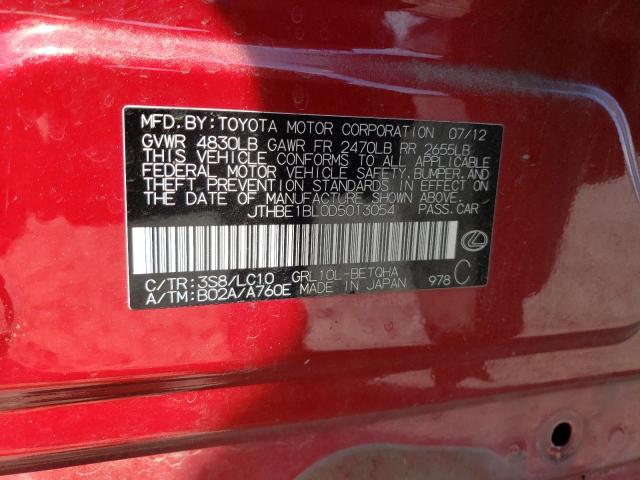 MFD.BY:TOYOTA MOTOR CORPORATION 07/12
GVWR 4830LB GAWR FR 2470LB RR 2655LB
THIS VEHICLE CONFORMS TO ALL APPLICABLE
FEDERAL MOTOR VEHICLE SAFETY,BUMPER,AND
THEFT PREVENTION STANDARDS IN EFFECT ON
THE DATE OF MANUFACTURE SHOWN ABOVE.
JTHBE1BL0D5013054 PASS.CAR
C/TR:3S8/LC10 GRL10L-BETQHA
A/TM:B02A/A760E MADE IN JAPAN 978 C